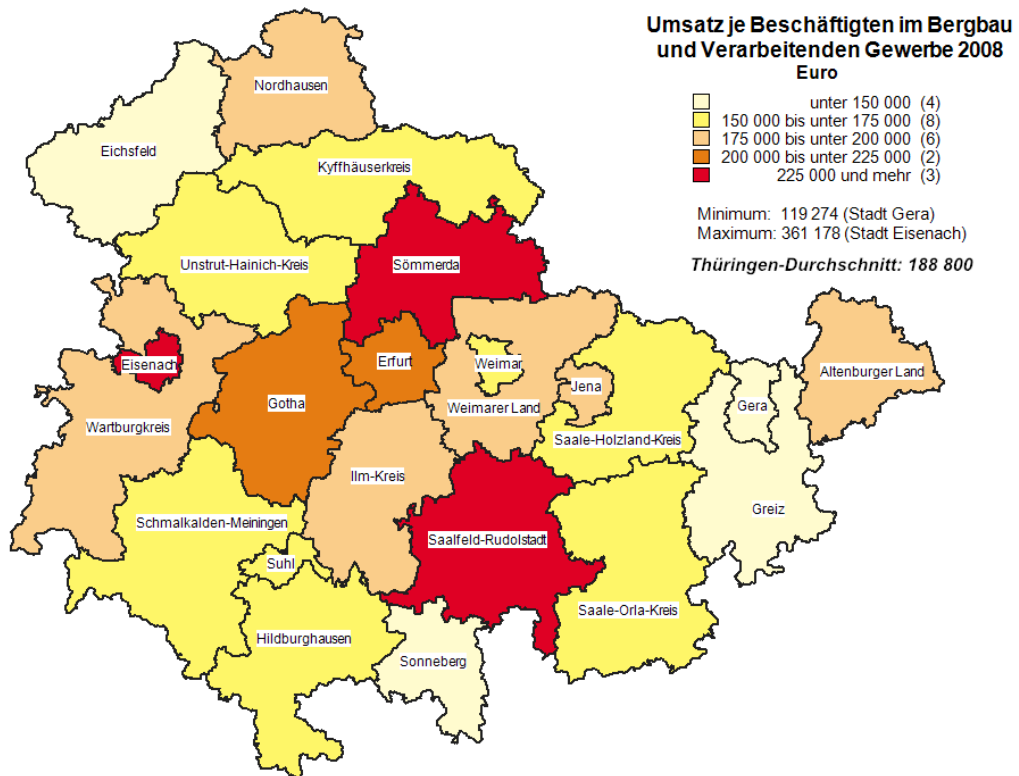 Umsatz je Beschäftigten im Bergbau
und Verarbeitenden Gewerbe 2008
Euro
unter 150 000 (4)
150 000 bis unter 175 000 (8)
175 000 bis unter 200 000 (6)
200 000 bis unter 225 000 (2)
225 000 und mehr (3)
Minimum: 119 274 (Stadt Gera)
Maximum: 361 178 (Stadt Eisenach)
Thüringen-Durchschnitt: 188 800
Nordhausen
Eichsfeld
Kyffhäuserkreis
Unstrut-Hainich-Kreis
Sömmerda
Eisenach
Erfurt
Weimar
Altenburger Land
Jena
Gotha
Weimarer Land
Gera
Wartburgkreis
Saale-Holzland-Kreis
Ilm-Kreis
Greiz
Schmalkalden-Meiningen
Saalfeld-Rudolstadt
Suhl
Saale-Orla-Kreis
Hildburghausen
Sonneberg